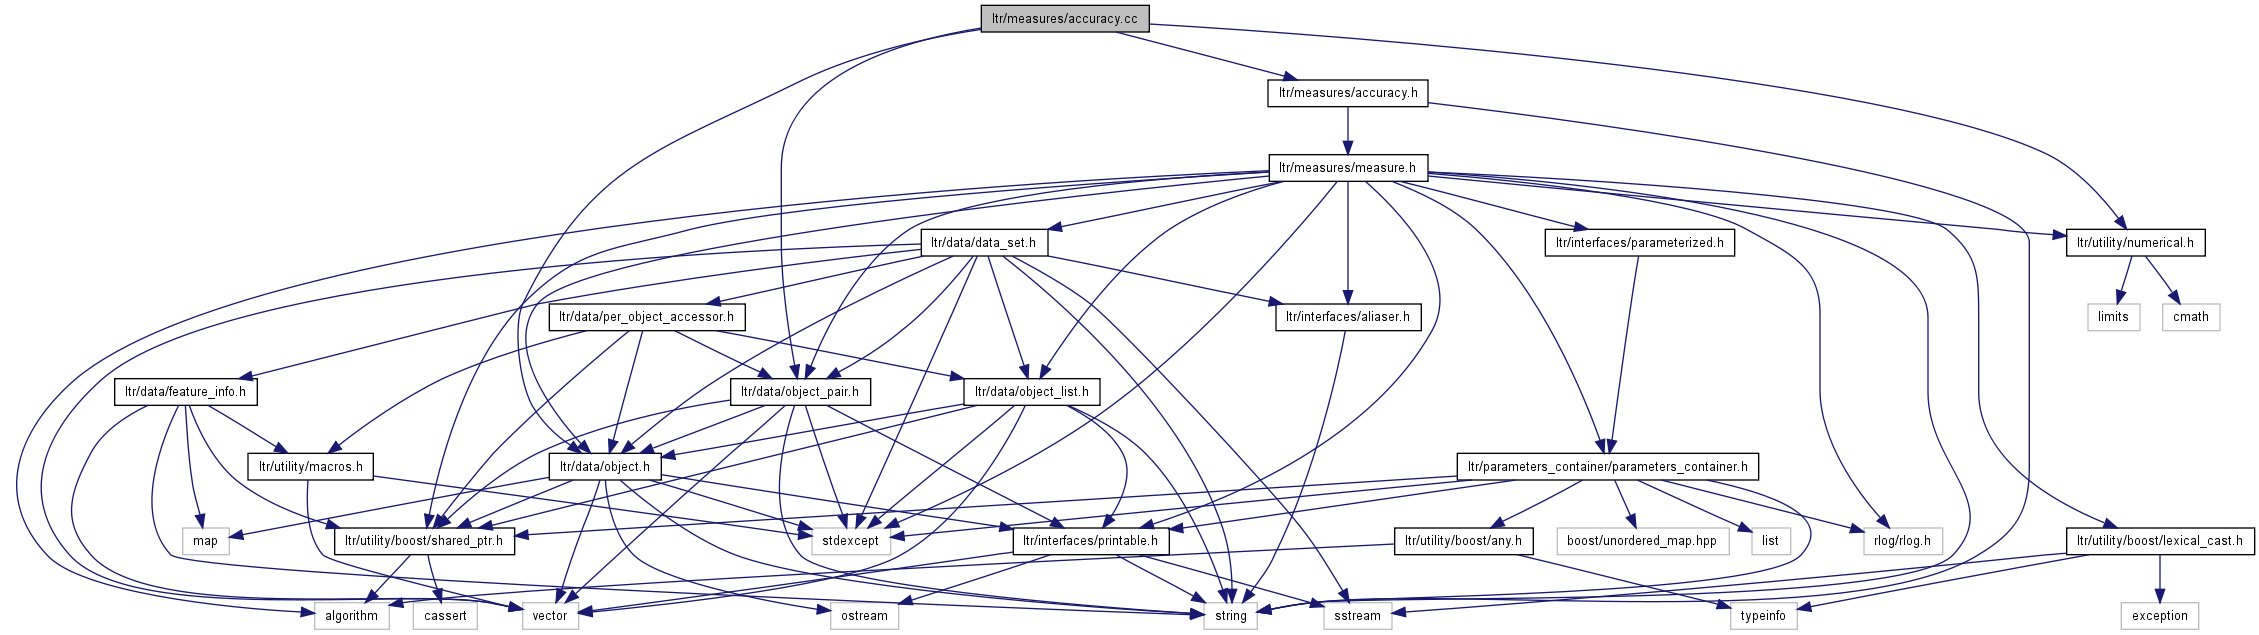 ltr/measures/accuracy.cc
ltr/measures/accuracy.h
ltr/measures/measure.h
ltr/data/data_set.h
ltr/interfaces/parameterized.h
ltr/utility/numerical.h
ltr/data/per_object_accessor.h
ltr/interfaces/aliaser.h
limits
cmath
ltr/data/feature_info.h
ltr/data/object_pair.h
ltr/data/object_list.h
ltr/utility/macros.h
ltr/data/object.h
ltr/parameters_container/parameters_container.h
map
ltr/utility/boost/shared_ptr.h
stdexcept
ltr/interfaces/printable.h
ltr/utility/boost/any.h
boost/unordered_map.hpp
list
rlog/rlog.h
ltr/utility/boost/lexical_cast.h
algorithm
cassert
vector
ostream
string
sstream
typeinfo
exception